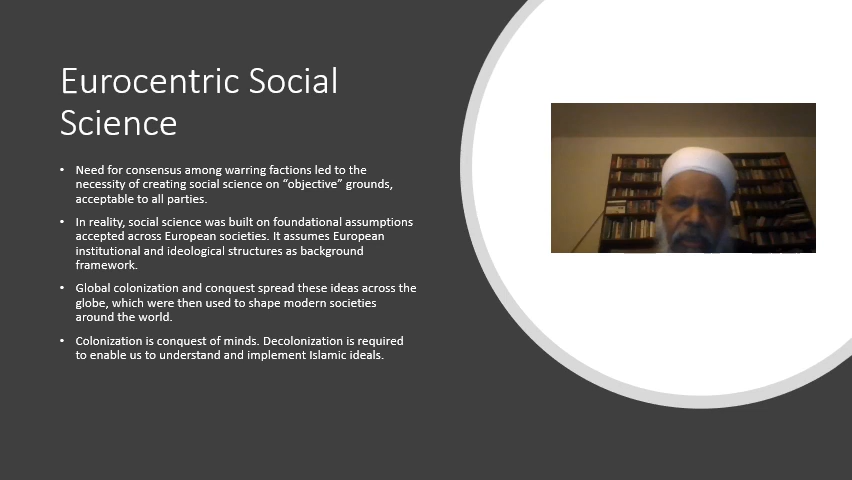 Eurocentric Social
Science
• Need for consensus among warring factions led to the
necessity of creating social science on “objective” grounds,
acceptable to all parties.
• In reality, social science was built on foundational assumptions
accepted across European societies. It assumes European
institutional and ideological structures as background
framework.
• Global colonization and conquest spread these ideas across the
globe, which were then used to shape modern societies
around the world.
• Colonization is conquest of minds. Decolonization is required
to enable us to understand and implement Islamic ideals.